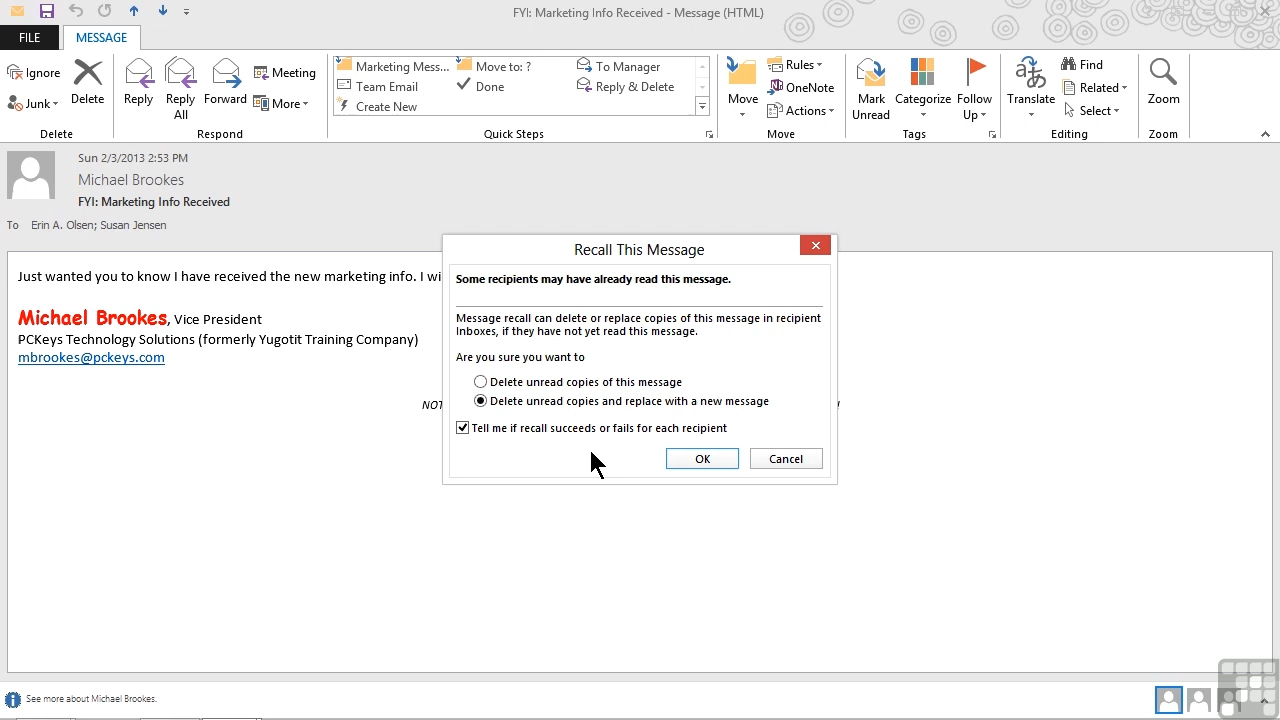 FYI: Marketing Info Received - Message (HTML)
FILE
MESSAGE
Ignore
Junk
Delete
Delete
Reply
Reply All
Forward
Meeting
More
Respond
Marketing Mess...
Team Email
Create New
Move to: ?
Done
To Manager
Reply & Delete
Quick Steps
Move
Rules
OneNote
Actions
Move
Mark Unread
Categorize
Follow Up
Tags
Translate
Find
Related
Select
Editing
Zoom
Zoom
Sun 2/3/2013 2:53 PM
Michael Brookes
FYI: Marketing Info Received
To Erin A. Olsen; Susan Jensen
Just wanted you to know I have received the new marketing info. I wi
Michael Brookes, Vice President
PCKeys Technology Solutions (formerly Yugotit Training Company)
mbrookes@pckeys.com
NOT
Recall This Message
Some recipients may have already read this message.
Message recall can delete or replace copies of this message in recipient
Inboxes, if they have not yet read this message.
Are you sure you want to
Delete unread copies of this message
Delete unread copies and replace with a new message
Tell me if recall succeeds or fails for each recipient
OK
Cancel
See more about Michael Brookes.